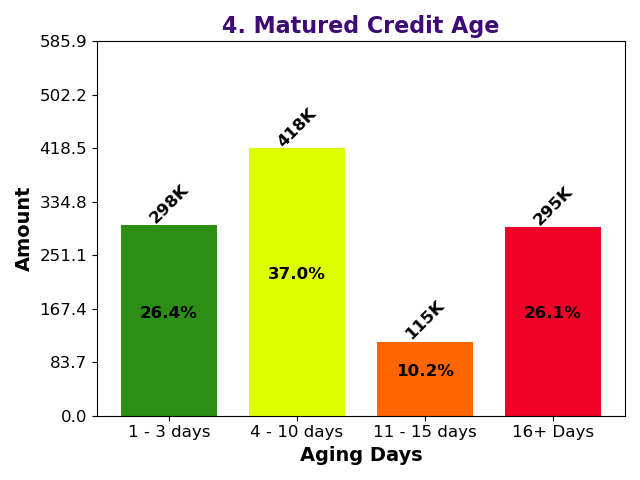 4. Matured Credit Age
585.9
502.2
418.5
334.8
251.1
167.4
83.7
0.0
Amount
298K
418K
115K
295K
26.4%
37.0%
10.2%
26.1%
1 - 3 days
4 - 10 days
11 - 15 days
16+ Days
Aging Days